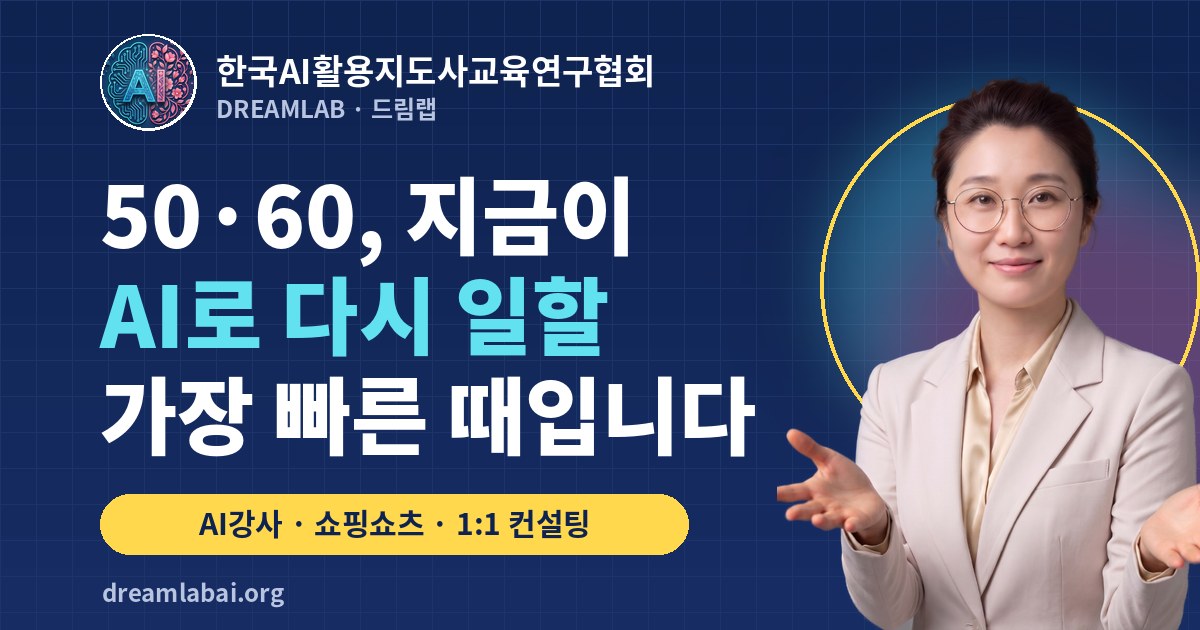 AI
한국AI활용지도사교육연구협회
DREAMLAB · 드림랩
50·60, 지금이
AI로 다시 일할
가장 빠른 때입니다
AI강사 · 쇼핑쇼츠 · 1:1 컨설팅
dreamlabai.org